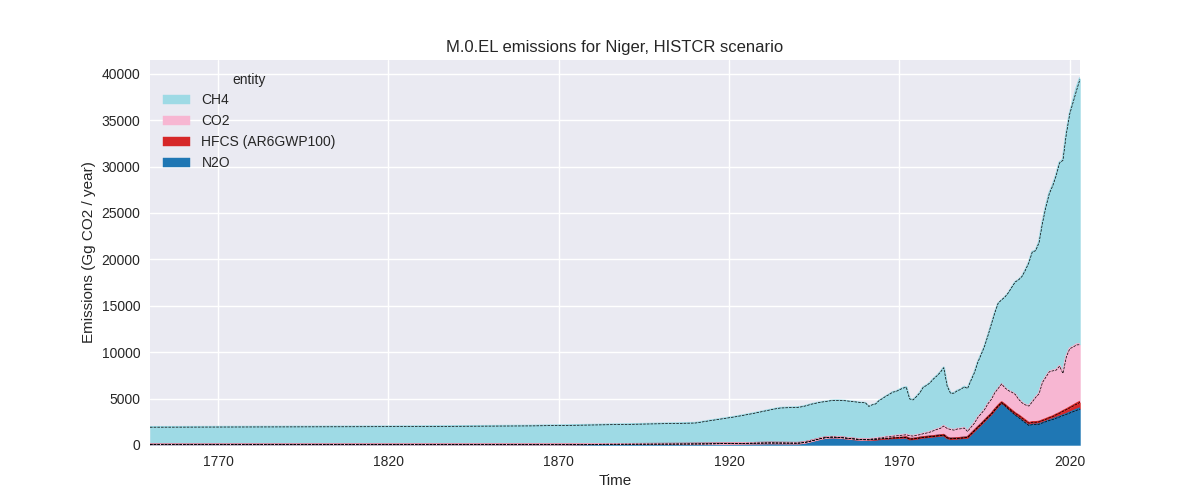 M.0.EL emissions for Niger, HISTCR scenario
Emissions (Gg CO2 / year)
40000
35000
30000
25000
20000
15000
10000
5000
0
entity
CH4
CO2
HFCS (AR6GWP100)
N2O
1770
1820
1870
1920
1970
2020
Time